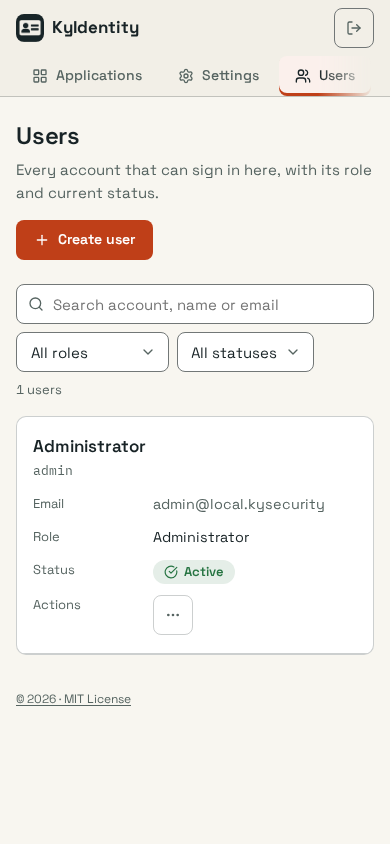 KyIdentity
Applications
Settings
Users
Users
Every account that can sign in here, with its role
and current status.
Create user
Search account, name or email
All roles
All statuses
1 users
Administrator
admin
Email
admin@local.kysecurity
Role
Administrator
Status
Active
Actions
© 2026 · MIT License